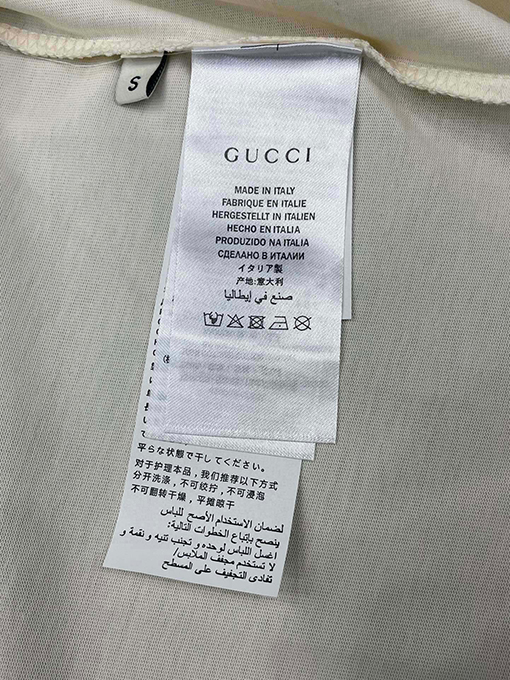 S
GUCCI
MADE IN ITALY
FABRIQUE EN ITALIE
HERGESTELLT IN ITALIEN
HECHO EN ITALIA
PRODUZIDO NA ITALIA
СДЕЛАНО В ИТАЛИИ
イタリア製
产地:意大利
صنع في إيطاليا
平らな状態で干してください。
对于护理本品，我们推荐以下方式
分开洗涤，不可绞拧，不可浸泡
不可翻转干燥，平摊晾干
لضمان الاستخدام الأصح للباس
ينصح بإتباع الخطوات التالية:
اغسل اللباس لوحده و تجنب تنيه و نقمة و
لا تستخدم مجفف الملابس/
تفادى التجفيف على المسطح